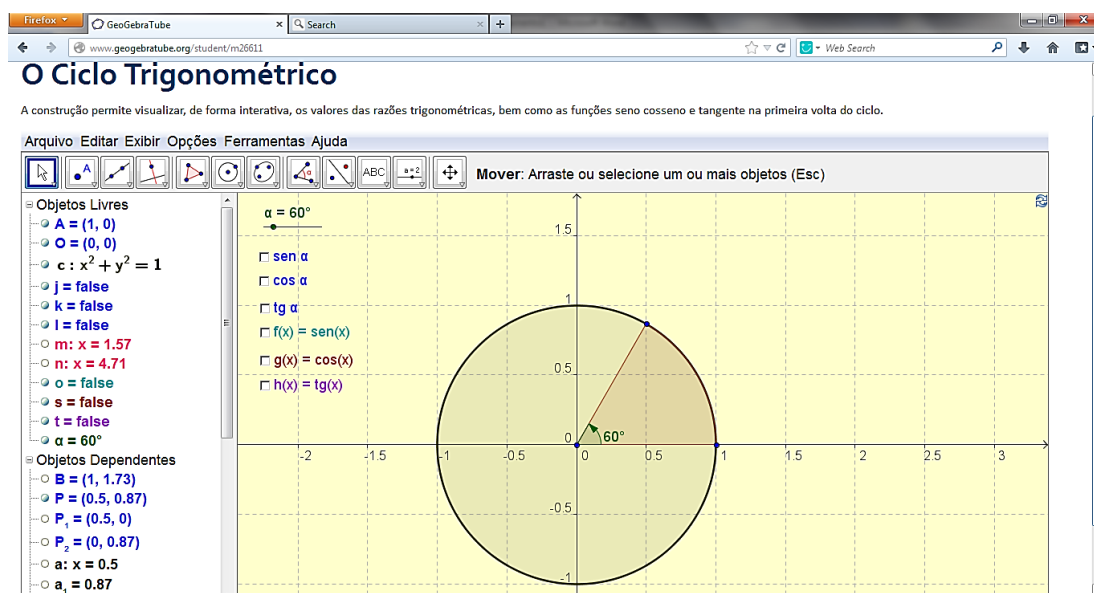 Firefox
GeoGebraTube × Search × +
www.geogebratube.org/student/m26611 Web Search
O Ciclo Trigonométrico
A construção permite visualizar, de forma interativa, os valores das razões trigonométricas, bem como as funções seno cosseno e tangente na primeira volta do ciclo.
Arquivo Editar Exibir Opções Ferramentas Ajuda
A ABC a = 2 Mover: Arraste ou selecione um ou mais objetos (Esc)
Objetos Livres
A = (1, 0)
O = (0, 0)
c : x² + y² = 1
j = false
k = false
l = false
m: x = 1.57
n: x = 4.71
o = false
s = false
t = false
α = 60°
Objetos Dependentes
B = (1, 1.73)
P = (0.5, 0.87)
P₁ = (0.5, 0)
P₂ = (0, 0.87)
a: x = 0.5
a₁ = 0.87
α = 60°
sen α
cos α
tg α
f(x) = sen(x)
g(x) = cos(x)
h(x) = tg(x)
1.5
1
0.5
0
60°
-2 -1.5 -1 -0.5 0 0.5 1 1.5 2 2.5 3
-0.5
-1